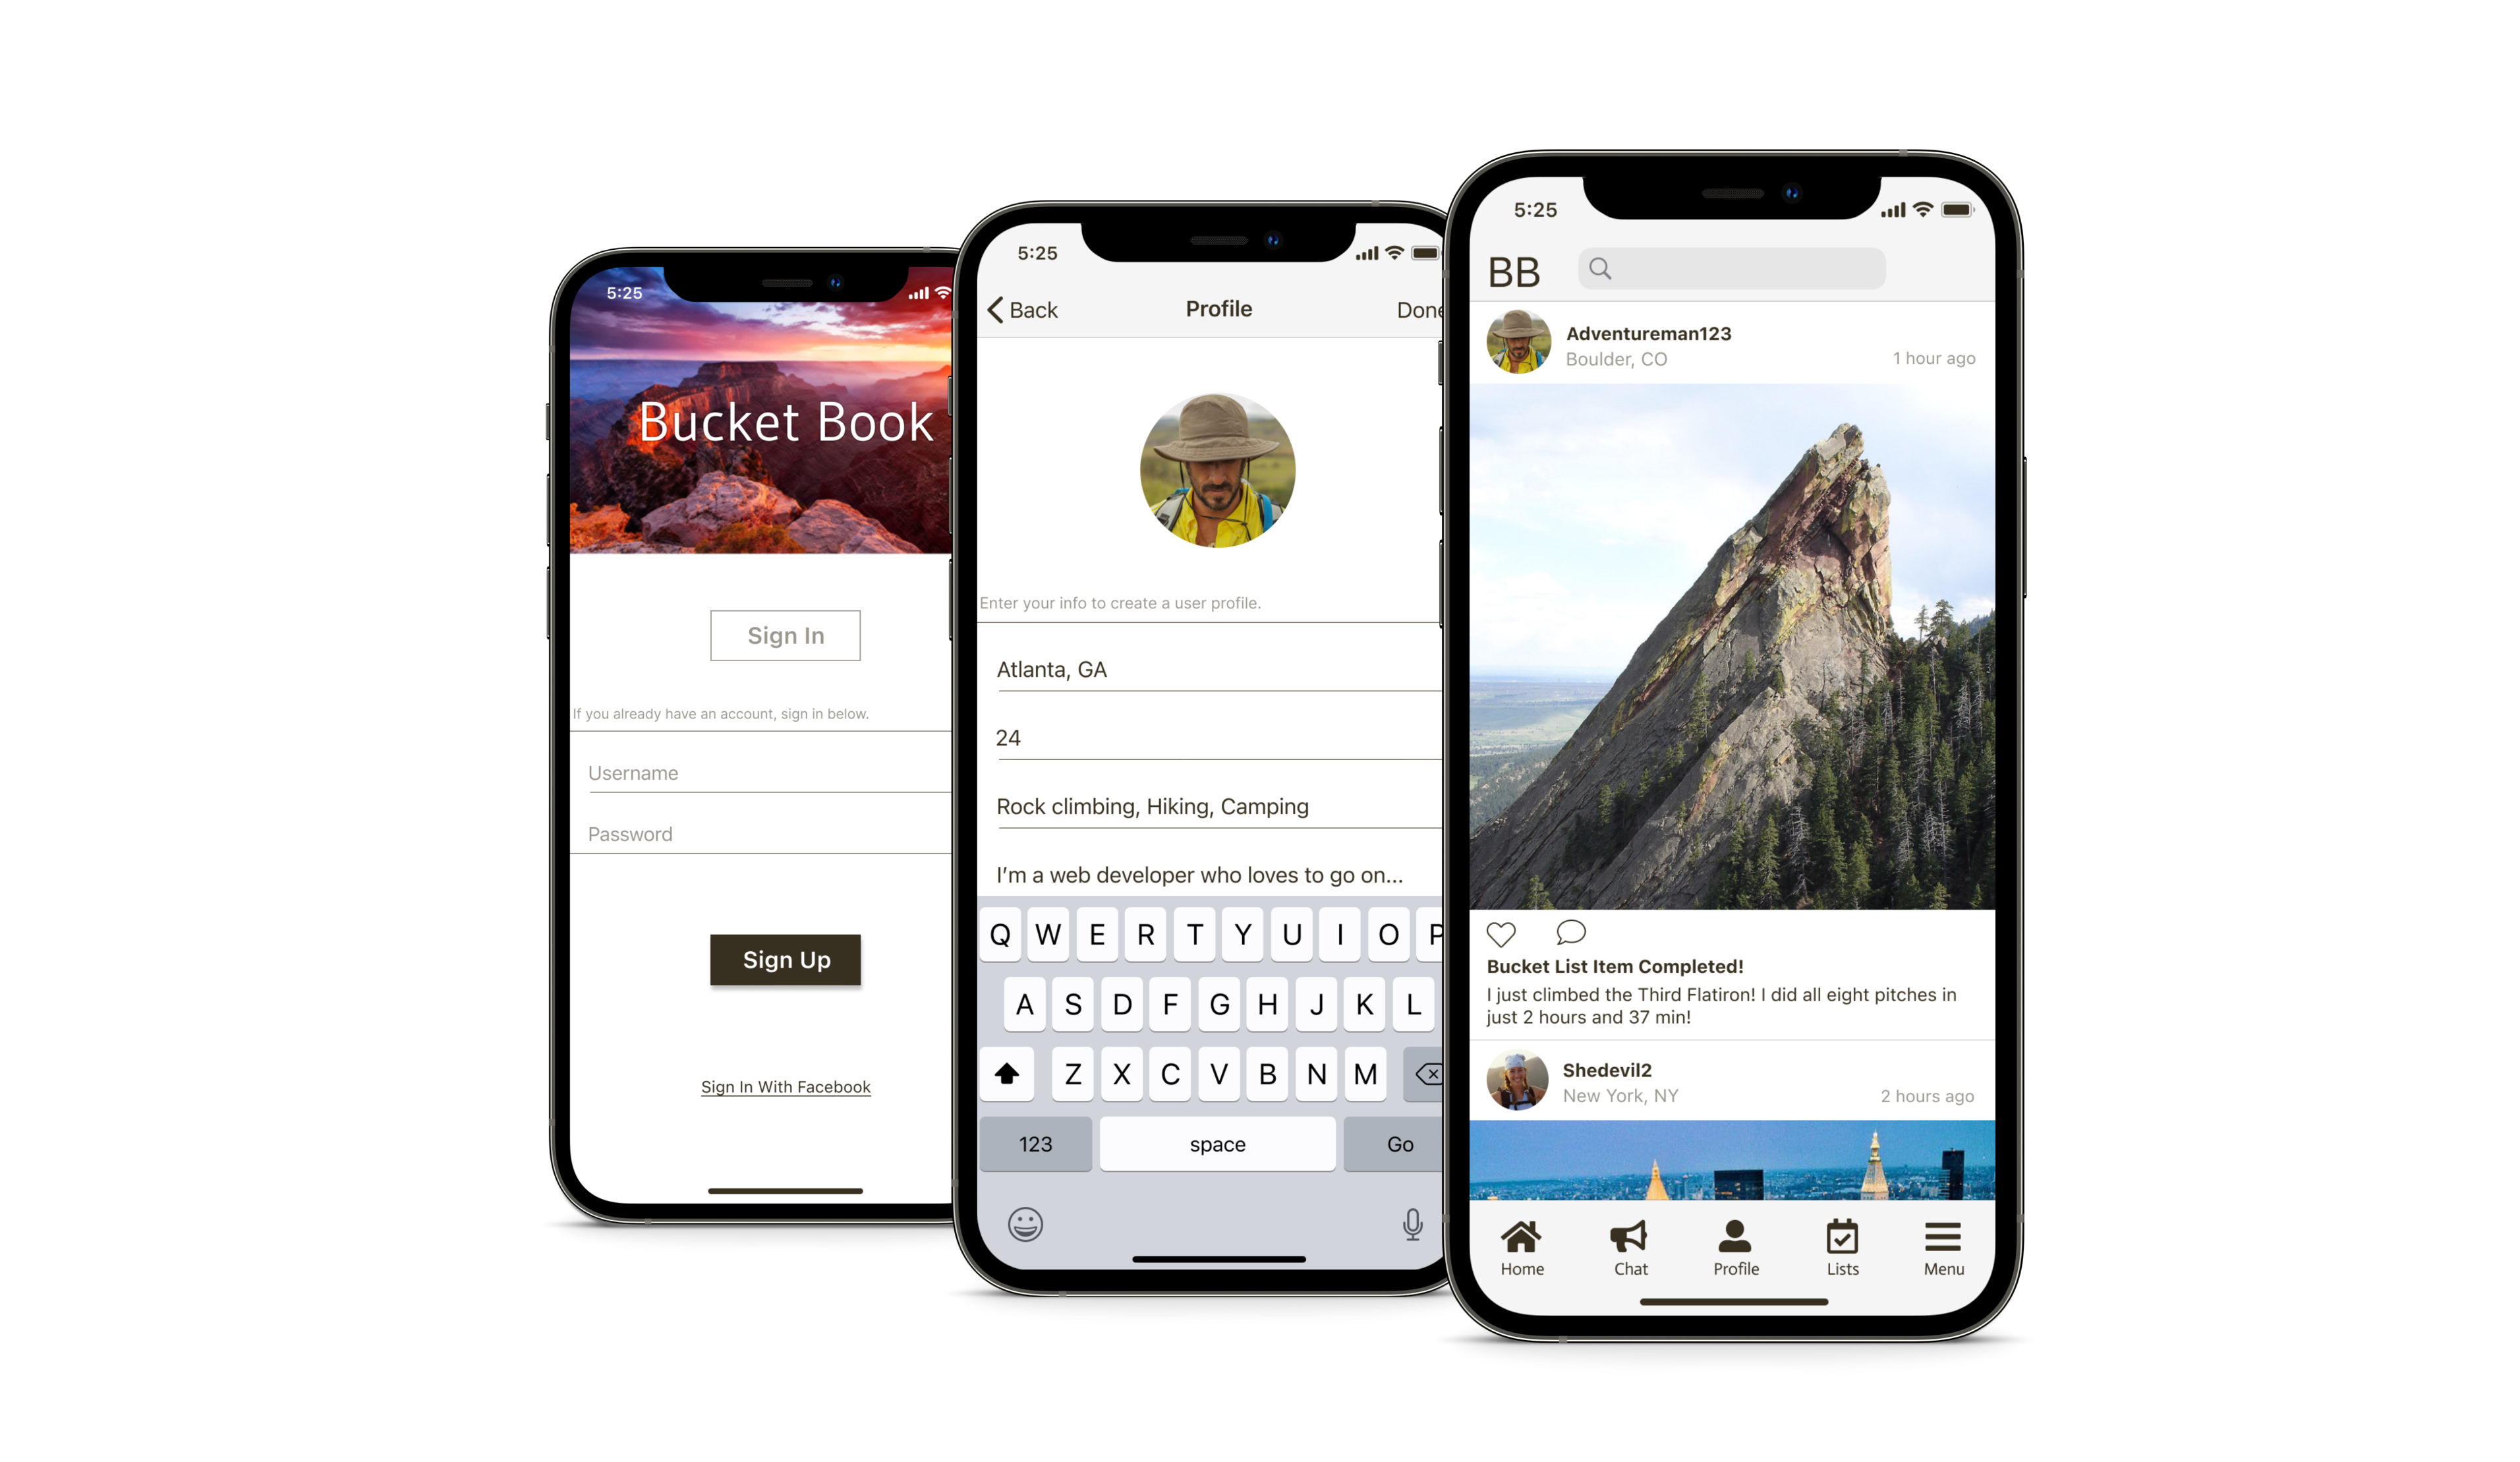 5:25
Bucket Book
Sign In
If you already have an account, sign in below.
Username
Password
Sign Up
Sign In With Facebook
5:25
Back Profile Done
Enter your info to create a user profile.
Atlanta, GA
24
Rock climbing, Hiking, Camping
I'm a web developer who loves to go on...
Q W E R T Y U I O P
A S D F G H J K L
Z X C V B N M
123 space Go
5:25
BB
Adventureman123
Boulder, CO 1 hour ago
Bucket List Item Completed!
I just climbed the Third Flatiron! I did all eight pitches in
just 2 hours and 37 min!
Shedevil2
New York, NY 2 hours ago
Home Chat Profile Lists Menu